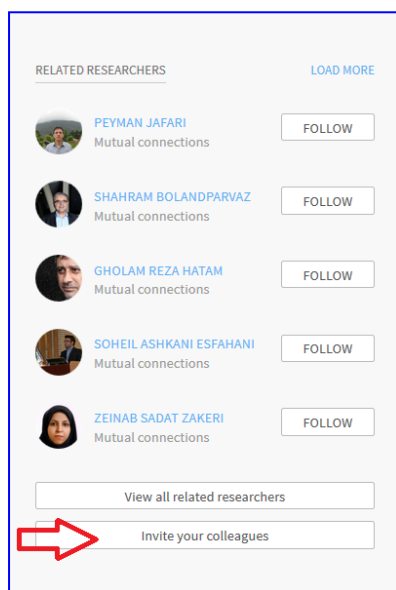 RELATED RESEARCHERS LOAD MORE
PEYMAN JAFARI
Mutual connections
FOLLOW
SHAHRAM BOLANDPARVAZ
Mutual connections
FOLLOW
GHOLAM REZA HATAM
Mutual connections
FOLLOW
SOHEIL ASHKANI ESFAHANI
Mutual connections
FOLLOW
ZEINAB SADAT ZAKERI
Mutual connections
FOLLOW
View all related researchers
Invite your colleagues